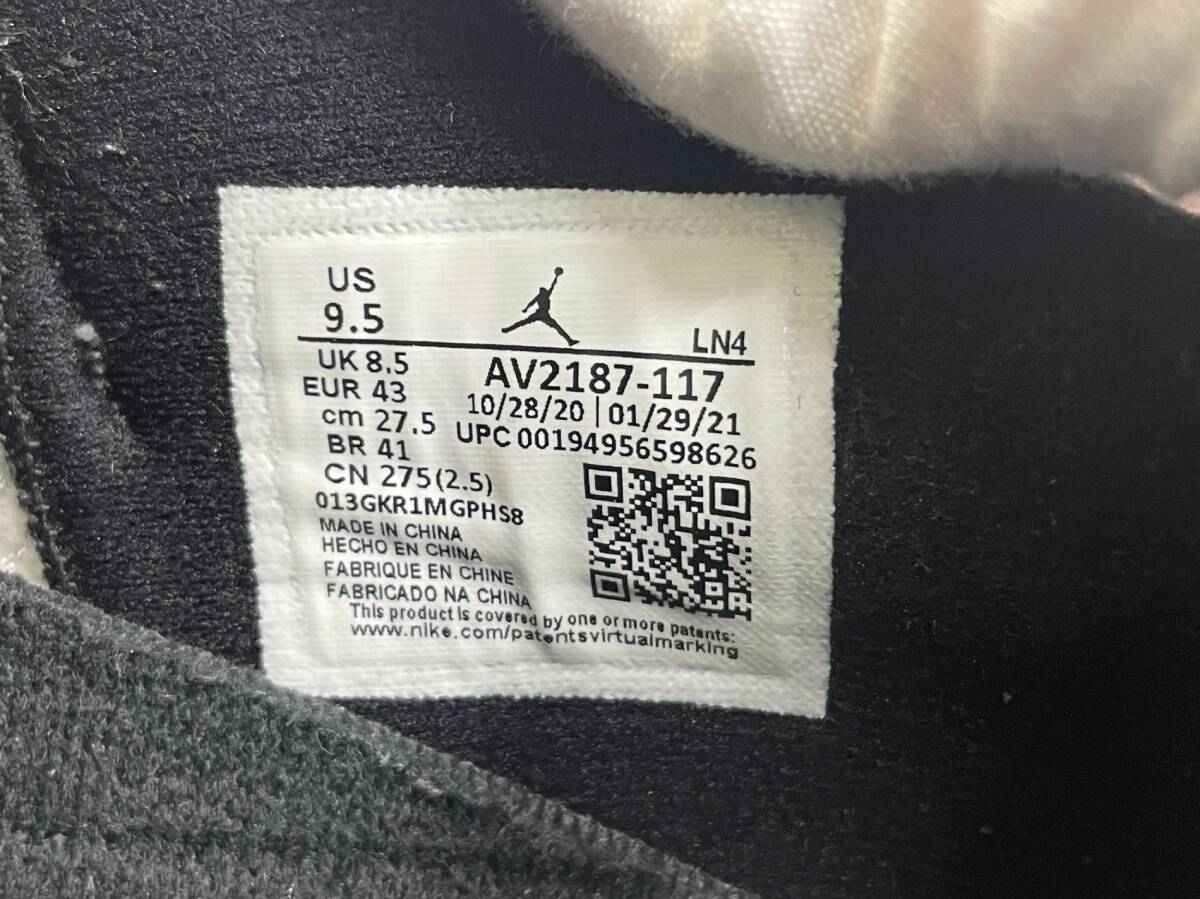 US
9.5
LN4
UK 8.5
EUR 43
cm 27.5
BR 41
CN 275(2.5)
AV2187-117
10/28/20 | 01/29/21
UPC 00194956598626
013GKR1MGPHS8
MADE IN CHINA
HECHO EN CHINA
FABRIQUE EN CHINE
FABRICADO NA CHINA
This product is covered by one or more patents:
www.nike.com/patentsvirtualmarking